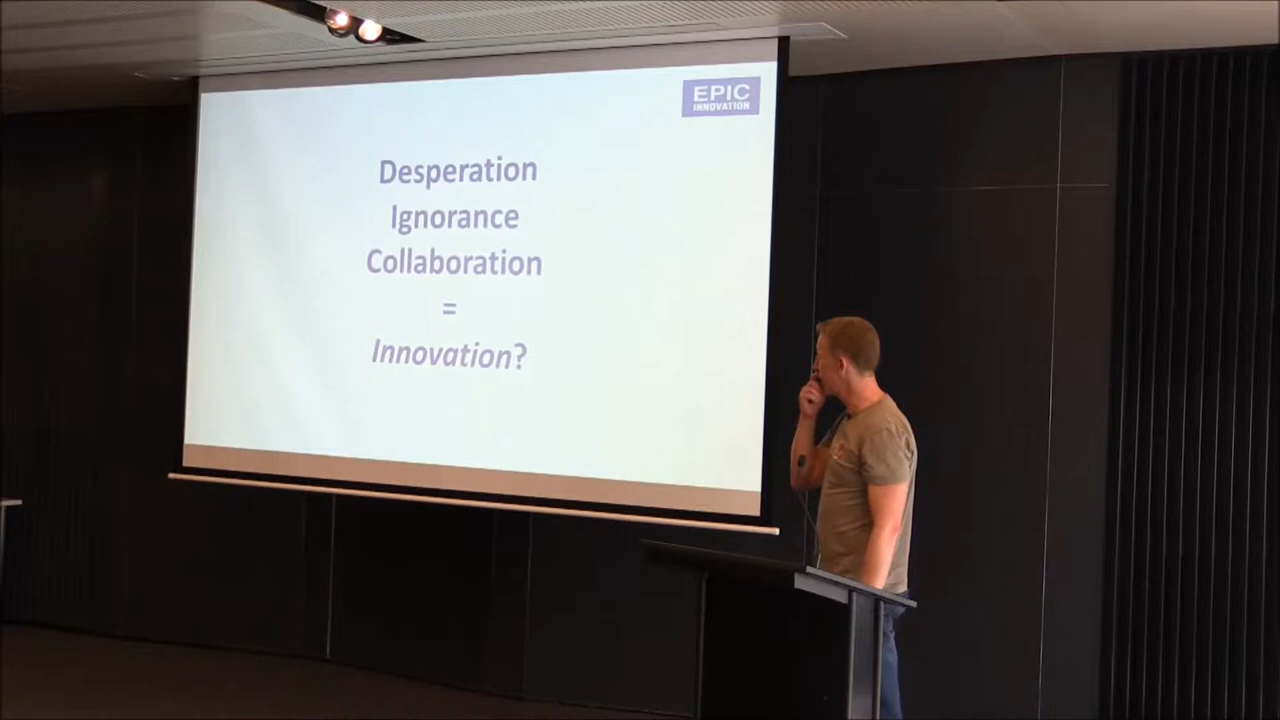 EPIC
INNOVATION
Desperation
Ignorance
Collaboration
=
Innovation?